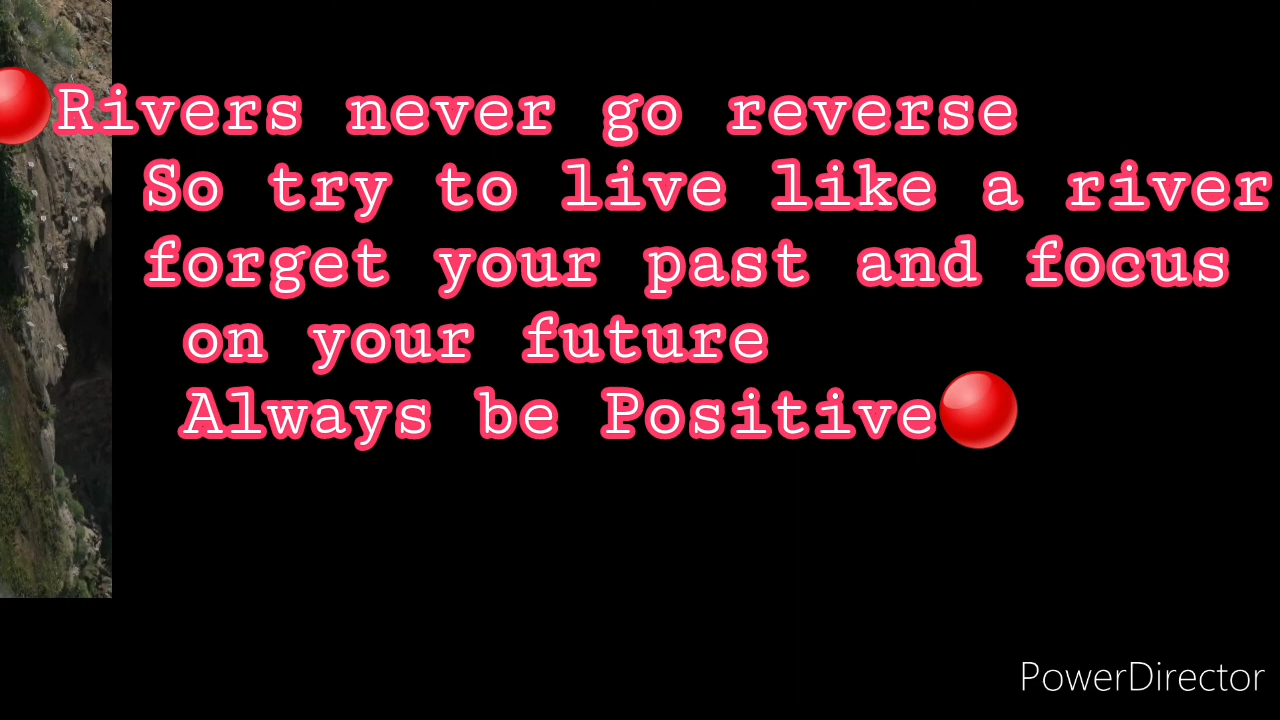 Rivers never go reverse
So try to live like a river
forget your past and focus
on your future
Always be Positive
PowerDirector